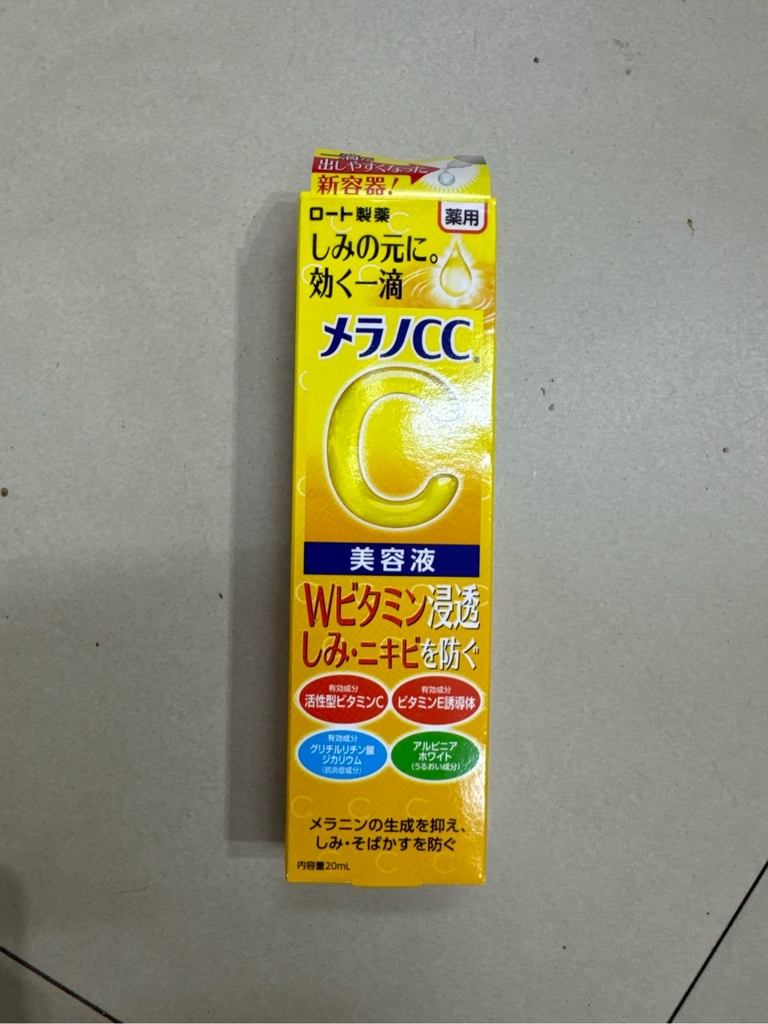 一滴が
出しやすくなった
新容器!
ロート製薬
薬用
しみの元に。
効く一滴
メラノCC®
C
美容液
Wビタミン浸透
しみ・ニキビを防ぐ
有効成分
活性型ビタミンC
有効成分
ビタミンE誘導体
有効成分
グリチルリチン酸
ジカリウム
(抗炎症成分)
アルピニア
ホワイト
(うるおい成分)
メラニンの生成を抑え、
しみ・そばかすを防ぐ
内容量20mL